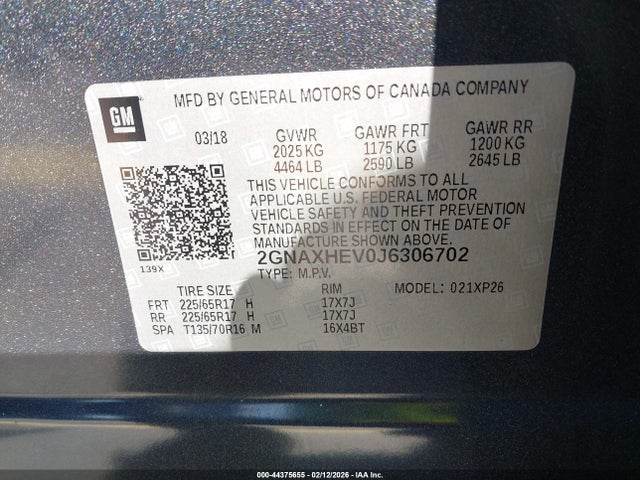 GM
MFD BY GENERAL MOTORS OF CANADA COMPANY
03/18 GVWR GAWR FRT GAWR RR
2025 KG 1175 KG 1200 KG
4464 LB 2590 LB 2645 LB
THIS VEHICLE CONFORMS TO ALL
APPLICABLE U.S. FEDERAL MOTOR
VEHICLE SAFETY AND THEFT PREVENTION
STANDARDS IN EFFECT ON THE DATE OF
MANUFACTURE SHOWN ABOVE.
139X
2GNAXHEV0J6306702
TYPE: M.P.V.
TIRE SIZE RIM MODEL: 021XP26
FRT 225/65R17 H 17X7J
RR 225/65R17 H 17X7J
SPA T135/70R16 M 16X4BT
000-44375655 - 02/12/2026 - IAA Inc.